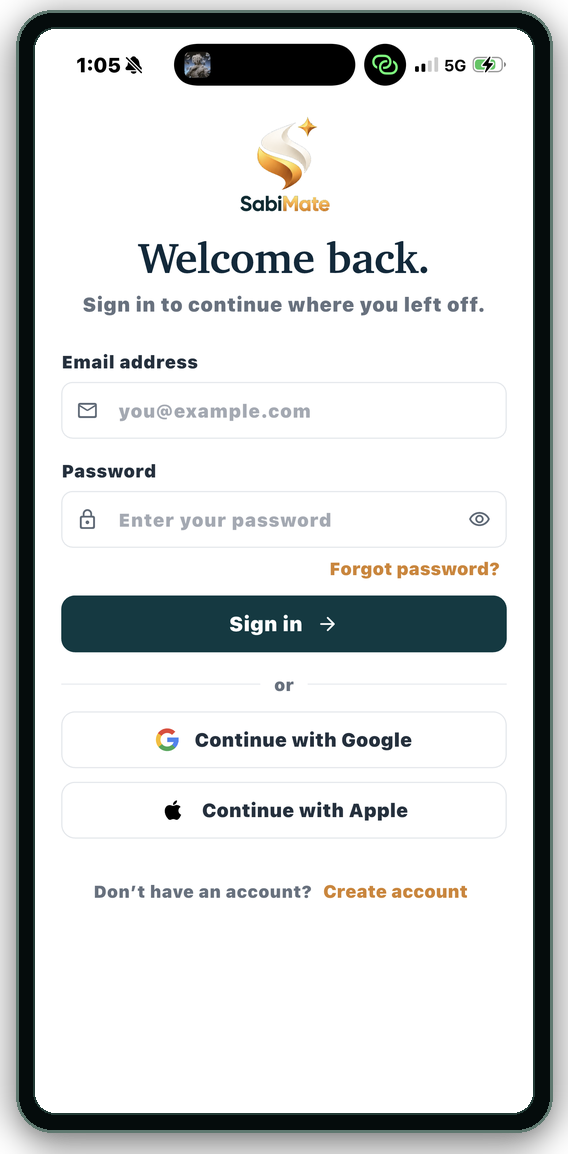 1:05 5G
SabiMate
Welcome back.
Sign in to continue where you left off.
Email address
you@example.com
Password
Enter your password
Forgot password?
Sign in →
or
Continue with Google
Continue with Apple
Don’t have an account? Create account